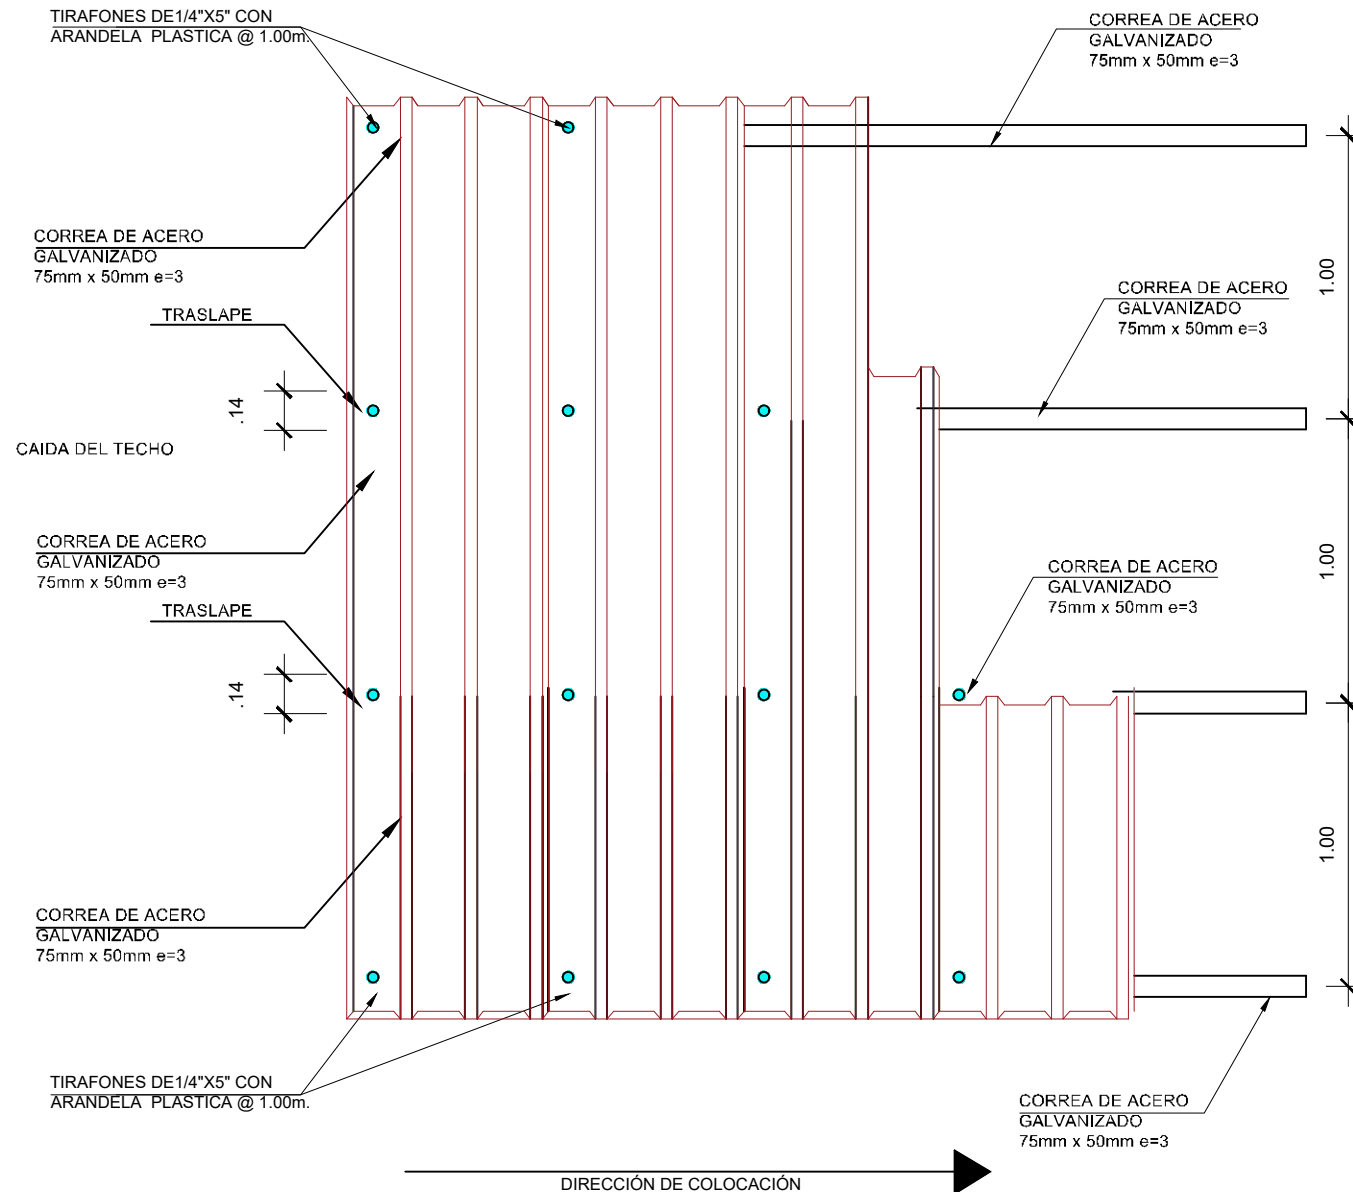 TIRAFONES DE1/4"X5" CON
ARANDELA PLASTICA @ 1.00m.
CORREA DE ACERO
GALVANIZADO
75mm x 50mm e=3
CORREA DE ACERO
GALVANIZADO
75mm x 50mm e=3
1.00
CORREA DE ACERO
GALVANIZADO
75mm x 50mm e=3
TRASLAPE
.14
CAIDA DEL TECHO
CORREA DE ACERO
GALVANIZADO
75mm x 50mm e=3
1.00
CORREA DE ACERO
GALVANIZADO
75mm x 50mm e=3
TRASLAPE
.14
1.00
CORREA DE ACERO
GALVANIZADO
75mm x 50mm e=3
TIRAFONES DE1/4"X5" CON
ARANDELA PLASTICA @ 1.00m.
CORREA DE ACERO
GALVANIZADO
75mm x 50mm e=3
DIRECCIÓN DE COLOCACIÓN